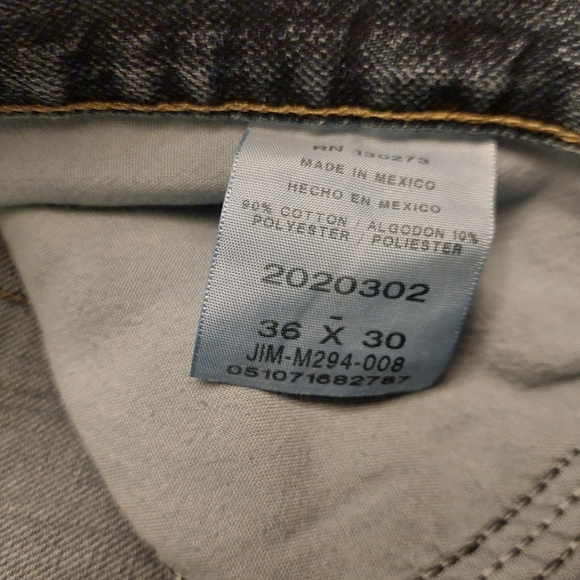 RN 130273
MADE IN MEXICO
HECHO EN MEXICO
90% COTTON / ALGODON 10%
POLYESTER / POLIESTER
2020302
-
36 X 30
JIM-M294-008
051071682787